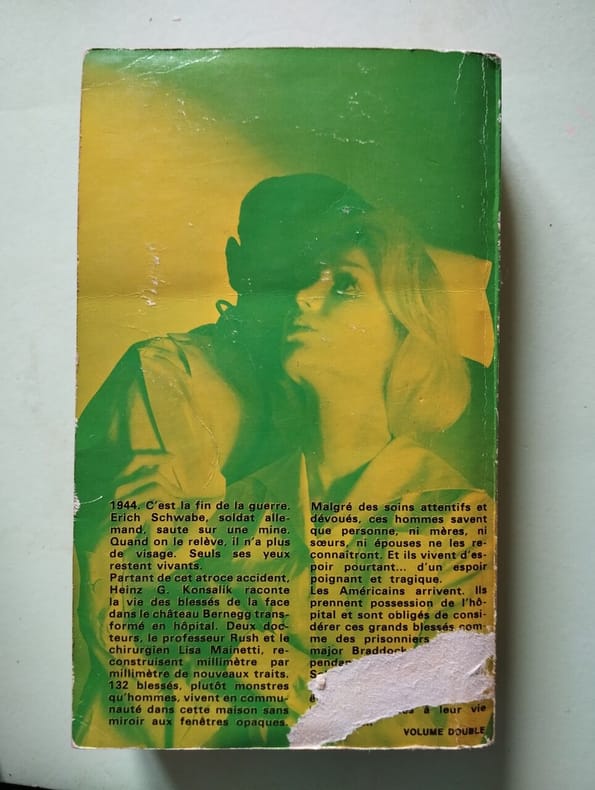 1944. C'est la fin de la guerre.
Erich Schwabe, soldat alle-
mand, saute sur une mine.
Quand on le relève, il n'a plus
de visage. Seuls ses yeux
restent vivants.
Partant de cet atroce accident,
Heinz G. Konsalik raconte
la vie des blessés de la face
dans le château Bernegg trans-
formé en hôpital. Deux doc-
teurs, le professeur Rush et le
chirurgien Lisa Mainetti, re-
construisent millimètre par
millimètre de nouveaux traits.
132 blessés, plutôt monstres
qu'hommes, vivent en commu-
nauté dans cette maison sans
miroir aux fenêtres opaques.
Malgré des soins attentifs et
dévoués, ces hommes savent
que personne, ni mères, ni
sœurs, ni épouses ne les re-
connaîtront. Et ils vivent d'es-
poir pourtant... d'un espoir
poignant et tragique.
Les Américains arrivent. Ils
prennent possession de l'hô-
pital et sont obligés de consi-
dérer ces grands blessés com-
me des prisonniers
major Braddock
à leur vie
VOLUME DOUBLE